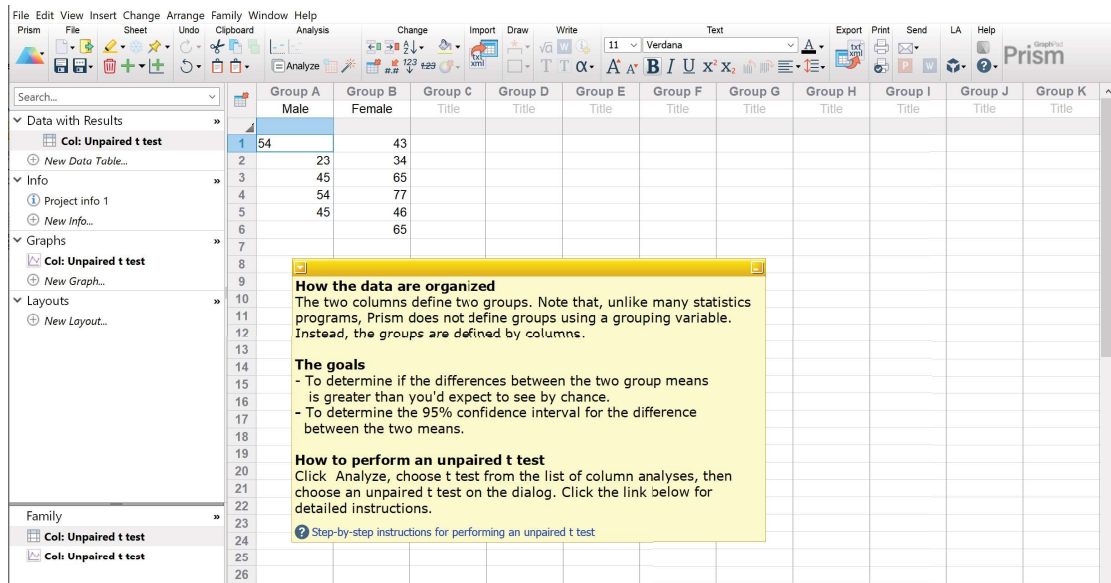 File Edit View Insert Change Arrange Family Window Help
Prism File Sheet Undo Clipboard Analysis Change Import Draw Write Text Export Print Send LA Help
11 Verdana
Analyze
GraphPad
Prism
Search...
Data with Results »
Col: Unpaired t test
New Data Table...
Info »
Project info 1
New Info...
Graphs »
Col: Unpaired t test
New Graph...
Layouts »
New Layout...
Family »
Col: Unpaired t test
Col: Unpaired t test
Group A Group B Group C Group D Group E Group F Group G Group H Group I Group J Group K
Male Female Title Title Title Title Title Title Title Title Title
1 54 43
2 23 34
3 45 65
4 54 77
5 45 46
6 65
7
8
9
10
11
12
13
14
15
16
17
18
19
20
21
22
23
24
25
26
How the data are organized
The two columns define two groups. Note that, unlike many statistics
programs, Prism does not define groups using a grouping variable.
Instead, the groups are defined by columns.
The goals
- To determine if the differences between the two group means
is greater than you'd expect to see by chance.
- To determine the 95% confidence interval for the difference
between the two means.
How to perform an unpaired t test
Click Analyze, choose t test from the list of column analyses, then
choose an unpaired t test on the dialog. Click the link below for
detailed instructions.
Step-by-step instructions for performing an unpaired t test